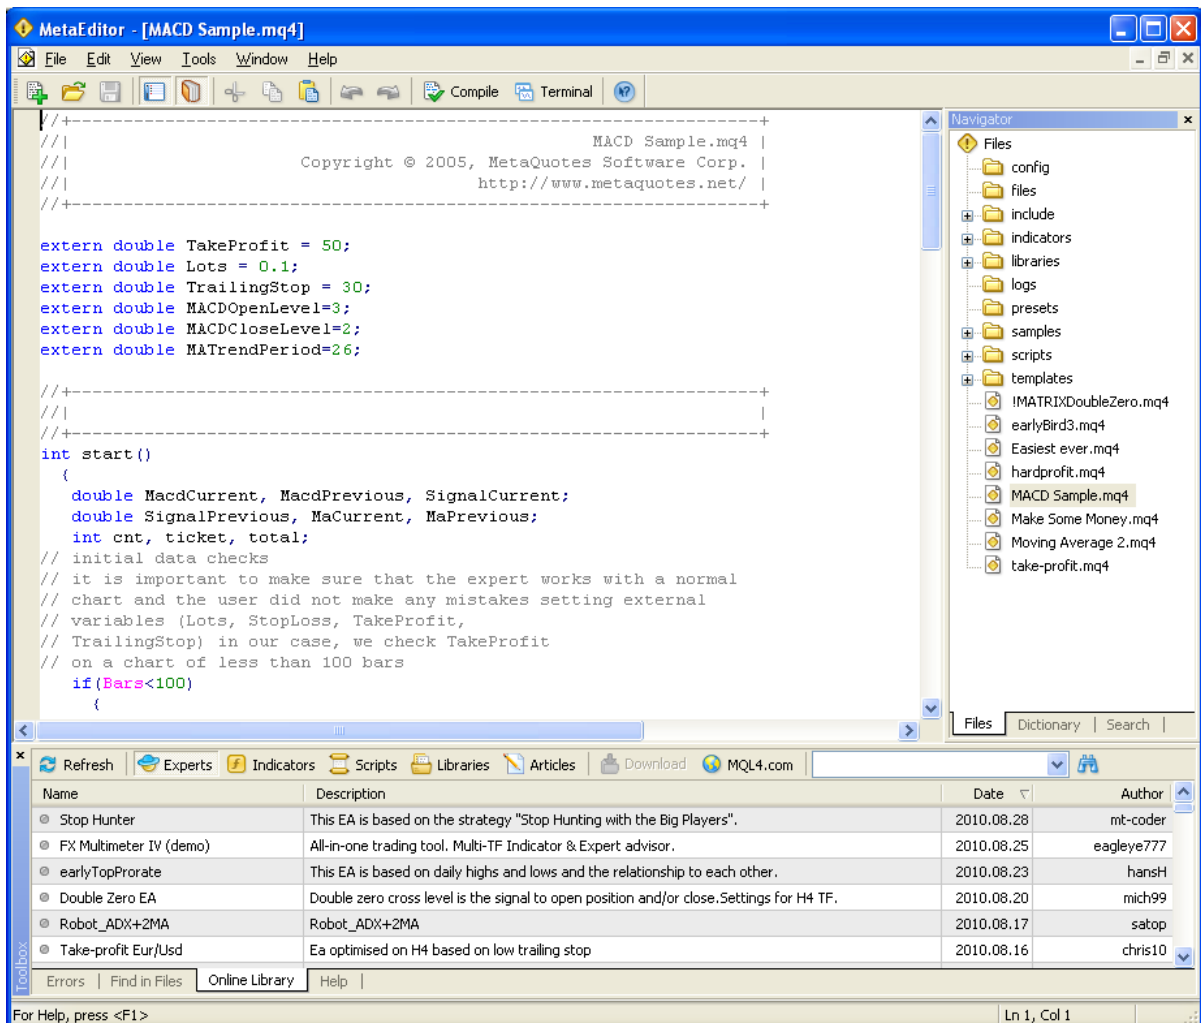 MetaEditor - [MACD Sample.mq4]
File Edit View Tools Window Help
Compile Terminal
//+------------------------------------------------------------------+
//| MACD Sample.mq4 |
//| Copyright © 2005, MetaQuotes Software Corp. |
//| http://www.metaquotes.net/ |
//+------------------------------------------------------------------+
extern double TakeProfit = 50;
extern double Lots = 0.1;
extern double TrailingStop = 30;
extern double MACDOpenLevel=3;
extern double MACDCloseLevel=2;
extern double MATrendPeriod=26;
//+------------------------------------------------------------------+
//| |
//+------------------------------------------------------------------+
int start()
{
double MacdCurrent, MacdPrevious, SignalCurrent;
double SignalPrevious, MaCurrent, MaPrevious;
int cnt, ticket, total;
// initial data checks
// it is important to make sure that the expert works with a normal
// chart and the user did not make any mistakes setting external
// variables (Lots, StopLoss, TakeProfit,
// TrailingStop) in our case, we check TakeProfit
// on a chart of less than 100 bars
if(Bars<100)
{
Navigator
Files
config
files
include
indicators
libraries
logs
presets
samples
scripts
templates
!MATRIXDoubleZero.mq4
earlyBird3.mq4
Easiest ever.mq4
hardprofit.mq4
MACD Sample.mq4
Make Some Money.mq4
Moving Average 2.mq4
take-profit.mq4
Files Dictionary | Search |
Refresh Experts Indicators Scripts Libraries Articles Download MQL4.com
Name Description Date Author
Stop Hunter This EA is based on the strategy "Stop Hunting with the Big Players". 2010.08.28 mt-coder
FX Multimeter IV (demo) All-in-one trading tool. Multi-TF Indicator & Expert advisor. 2010.08.25 eagleye777
earlyTopProrate This EA is based on daily highs and lows and the relationship to each other. 2010.08.23 hansH
Double Zero EA Double zero cross level is the signal to open position and/or close.Settings for H4 TF. 2010.08.20 mich99
Robot_ADX+2MA Robot_ADX+2MA 2010.08.17 satop
Take-profit Eur/Usd Ea optimised on H4 based on low trailing stop 2010.08.16 chris10
Toolbox
Errors | Find in Files Online Library Help |
For Help, press <F1> Ln 1, Col 1